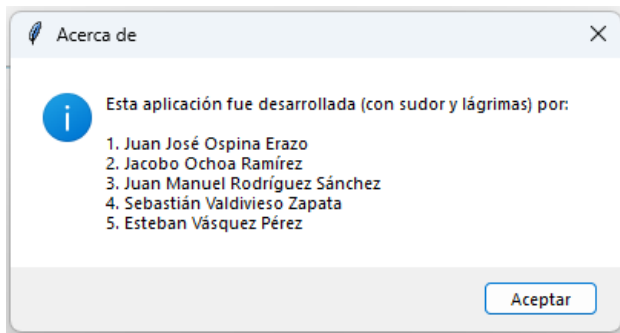 Acerca de
Esta aplicación fue desarrollada (con sudor y lágrimas) por:
1. Juan José Ospina Erazo
2. Jacobo Ochoa Ramírez
3. Juan Manuel Rodríguez Sánchez
4. Sebastián Valdivieso Zapata
5. Esteban Vásquez Pérez
Aceptar